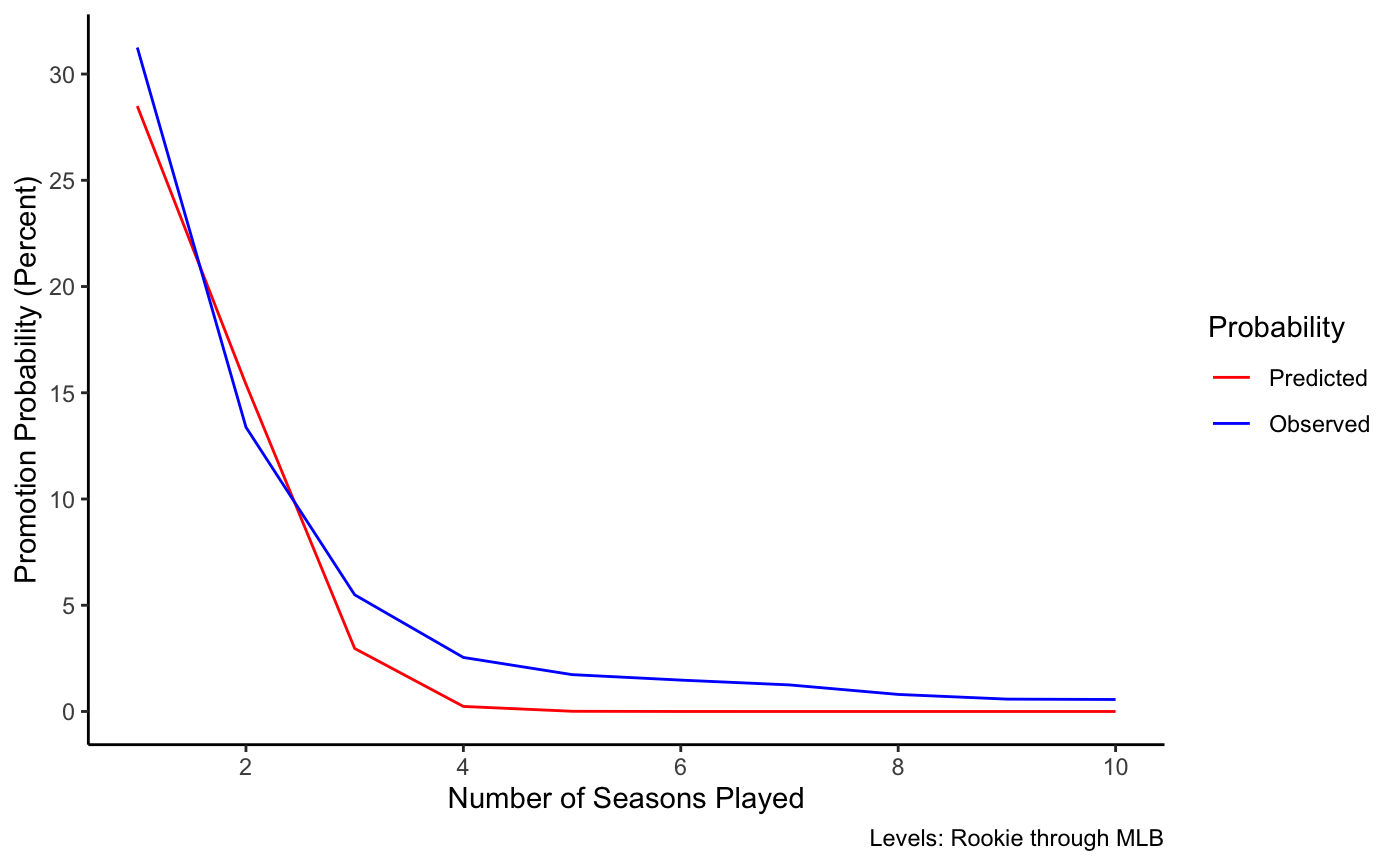 Promotion Probability (Percent)
30
25
20
15
10
5
0
2 4 6 8 10
Number of Seasons Played
Levels: Rookie through MLB
Probability
Predicted
Observed